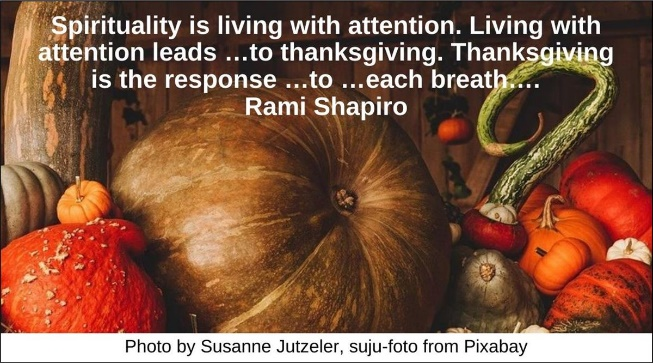 Spirituality is living with attention. Living with
attention leads …to thanksgiving. Thanksgiving
is the response …to …each breath….
Rami Shapiro
Photo by Susanne Jutzeler, suju-foto from Pixabay